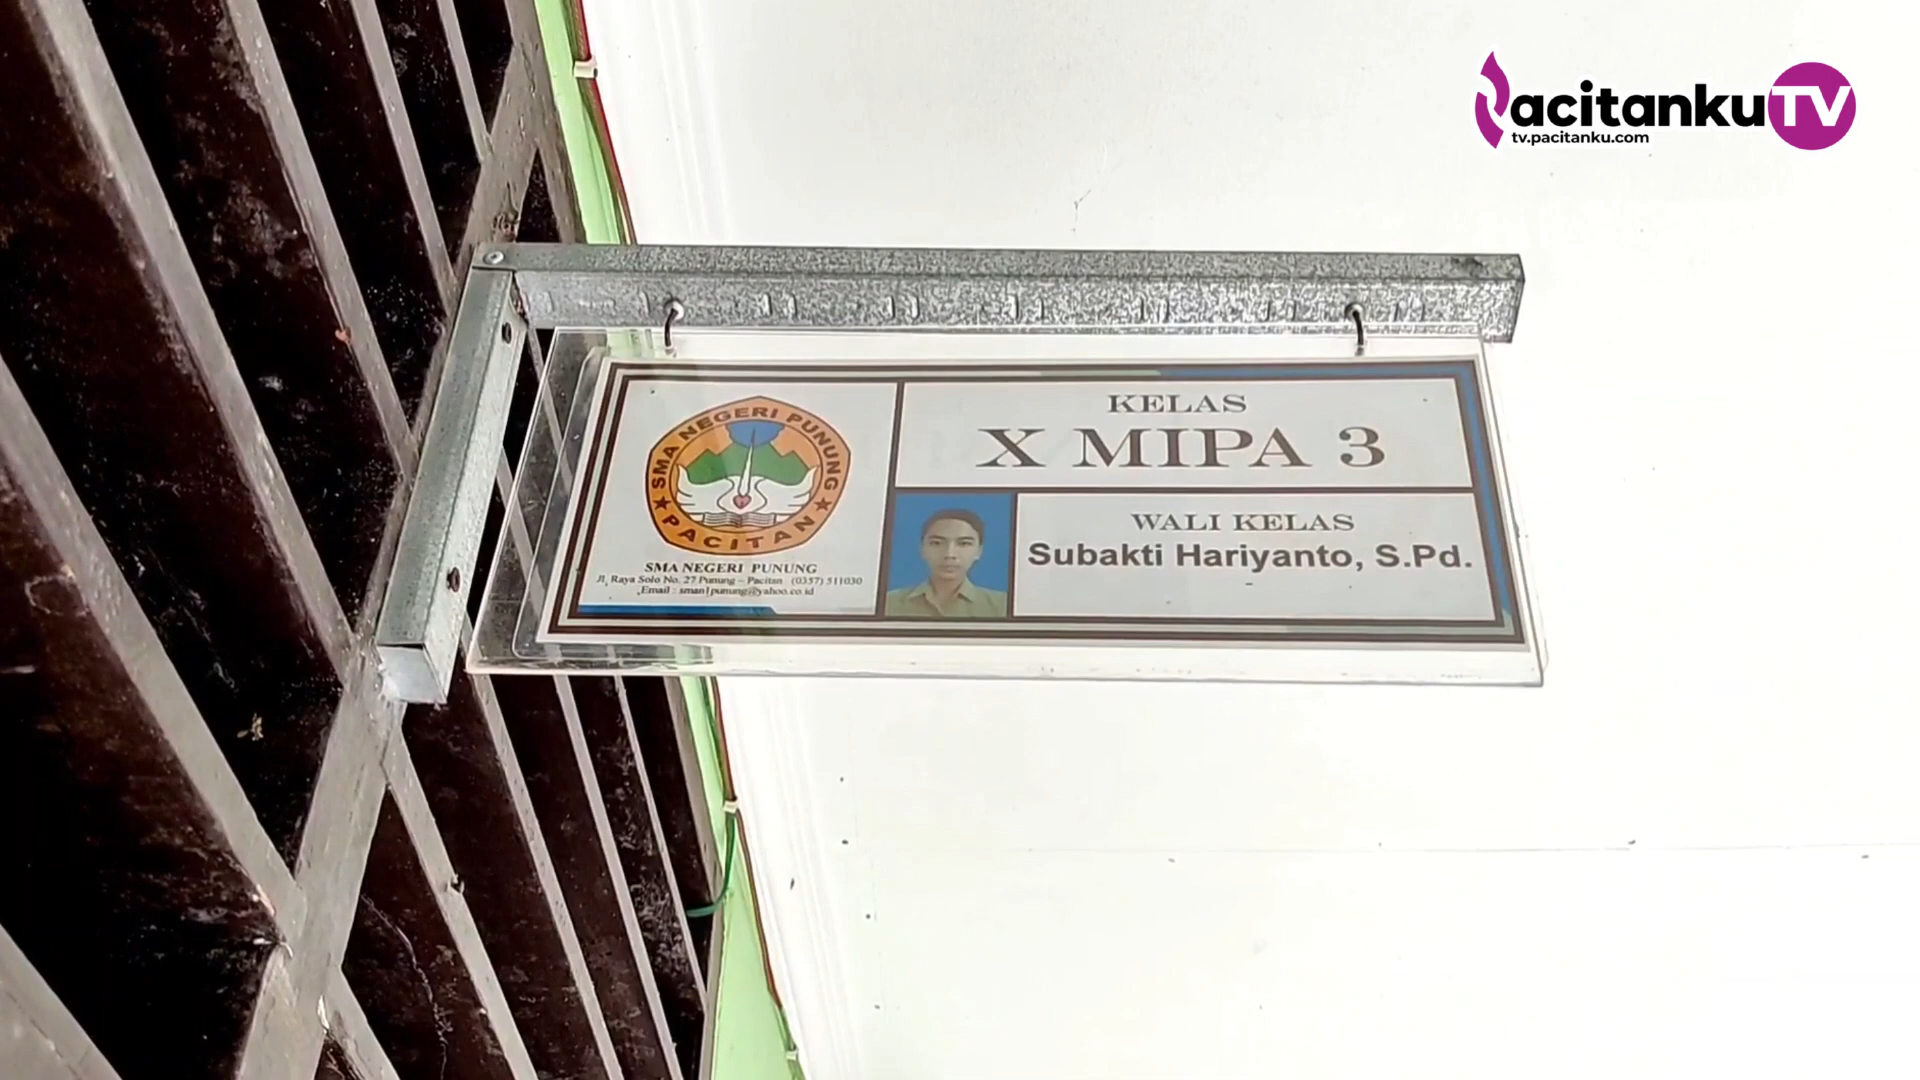 PacitankuTV
tv.pacitanku.com
SMA NEGERI PUNUNG
PACITAN
SMA NEGERI PUNUNG
Jl. Raya Solo No. 27 Punung – Pacitan (0357) 511030
Email : sman1punung@yahoo.co.id
KELAS
X MIPA 3
WALI KELAS
Subakti Hariyanto, S.Pd.